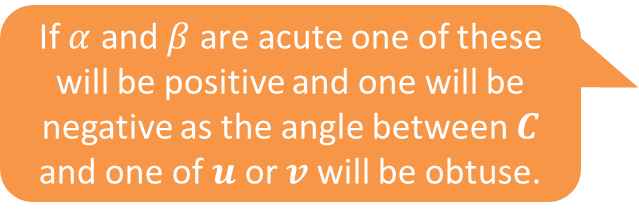 If 𝛼 and 𝛽 are acute one of these
will be positive and one will be
negative as the angle between 𝑪
and one of 𝒖 or 𝒗 will be obtuse.